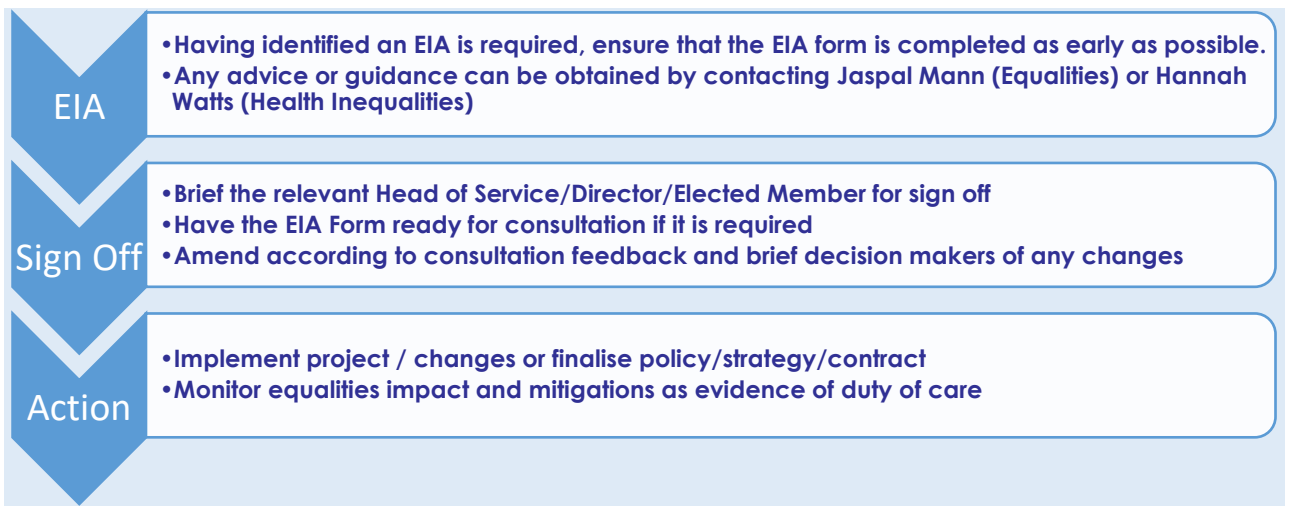 EIA
•Having identified an EIA is required, ensure that the EIA form is completed as early as possible.
•Any advice or guidance can be obtained by contacting Jaspal Mann (Equalities) or Hannah
Watts (Health Inequalities)
Sign Off
•Brief the relevant Head of Service/Director/Elected Member for sign off
•Have the EIA Form ready for consultation if it is required
•Amend according to consultation feedback and brief decision makers of any changes
Action
•Implement project / changes or finalise policy/strategy/contract
•Monitor equalities impact and mitigations as evidence of duty of care